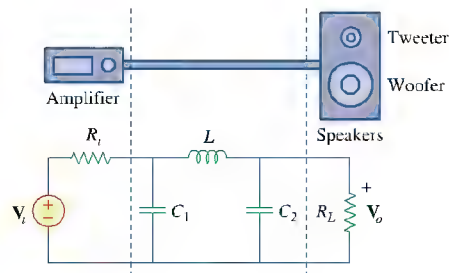 Tweeter
Woofer
Amplifier
Speakers
R_i
L
V_i
+
−
C_1
C_2
R_L
+
V_o
−